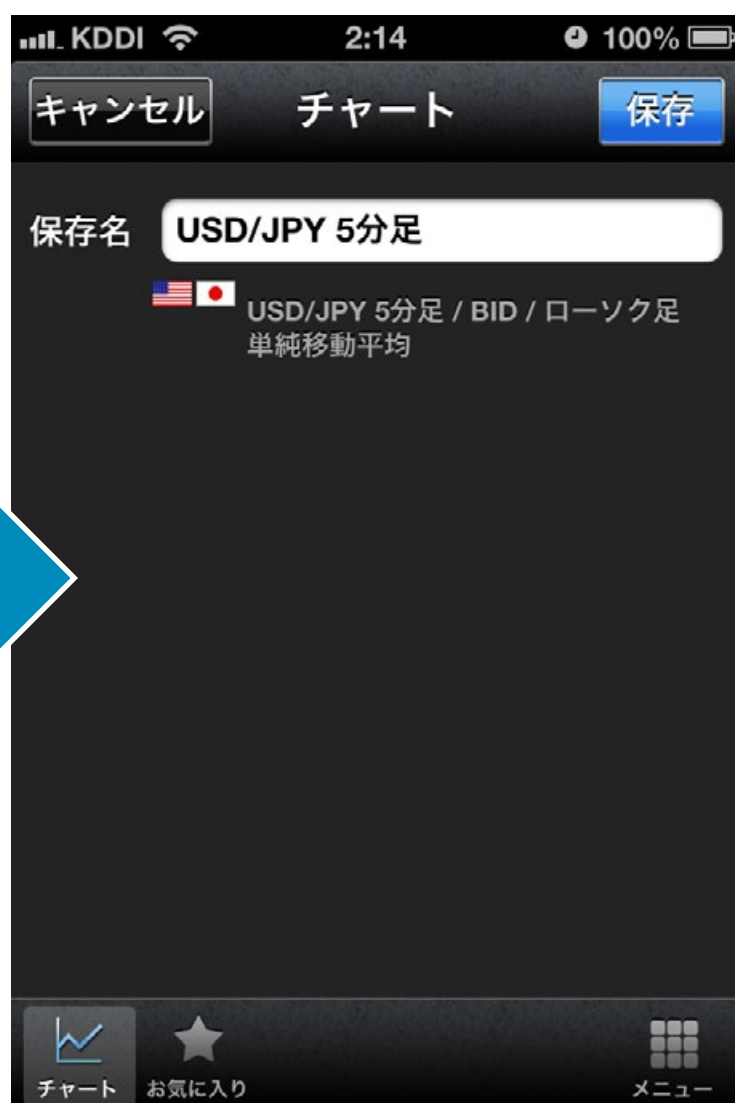 KDDI 2:14 100%
キャンセル チャート 保存
保存名 USD/JPY 5分足
USD/JPY 5分足 / BID / ローソク足
単純移動平均
チャート お気に入り メニュー